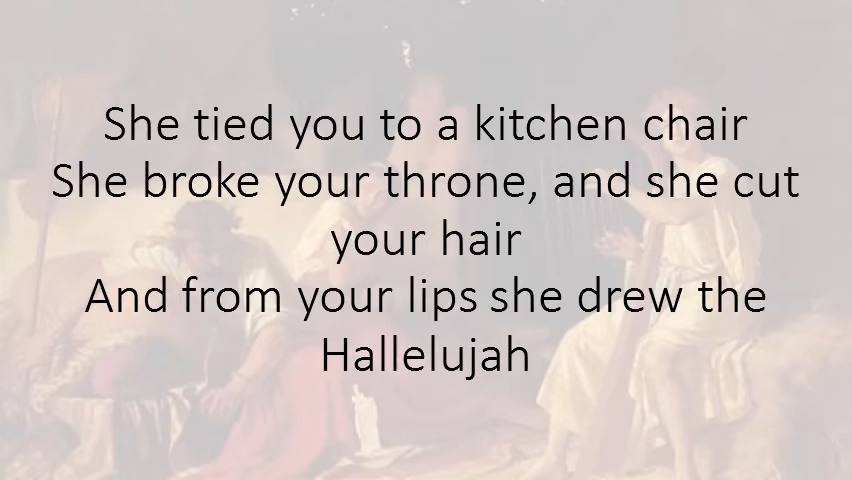 She tied you to a kitchen chair
She broke your throne, and she cut
your hair
And from your lips she drew the
Hallelujah